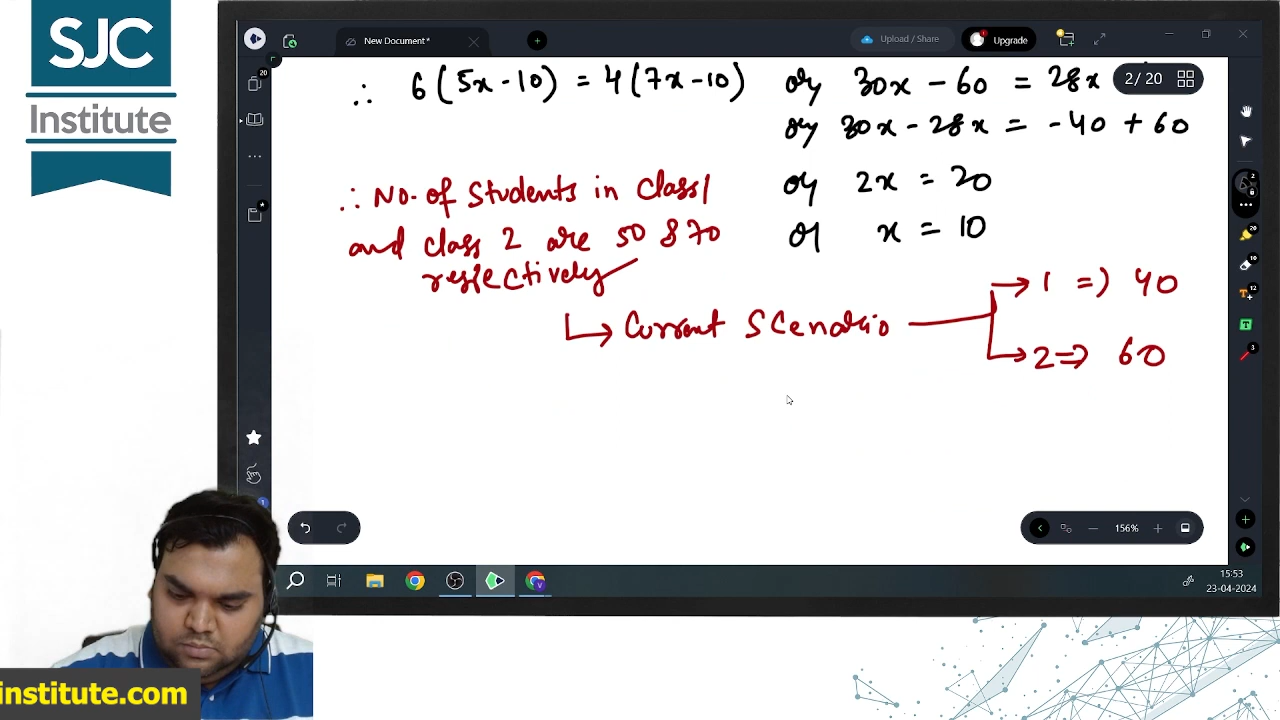 SJC
Institute
New Document*
Upload / Share
Upgrade
20
∴ 6(5x-10) = 4(7x-10) or 30x - 60 = 28x
2/20
or 30x - 28x = -40 + 60
∴ No. of Students in Class 1
or 2x = 20
and class 2 are 50 & 70
or x = 10
respectively
→ 1 => 40
↳ Current Scenario
→ 2 => 60
156%
15:53
23-04-2024
institute.com